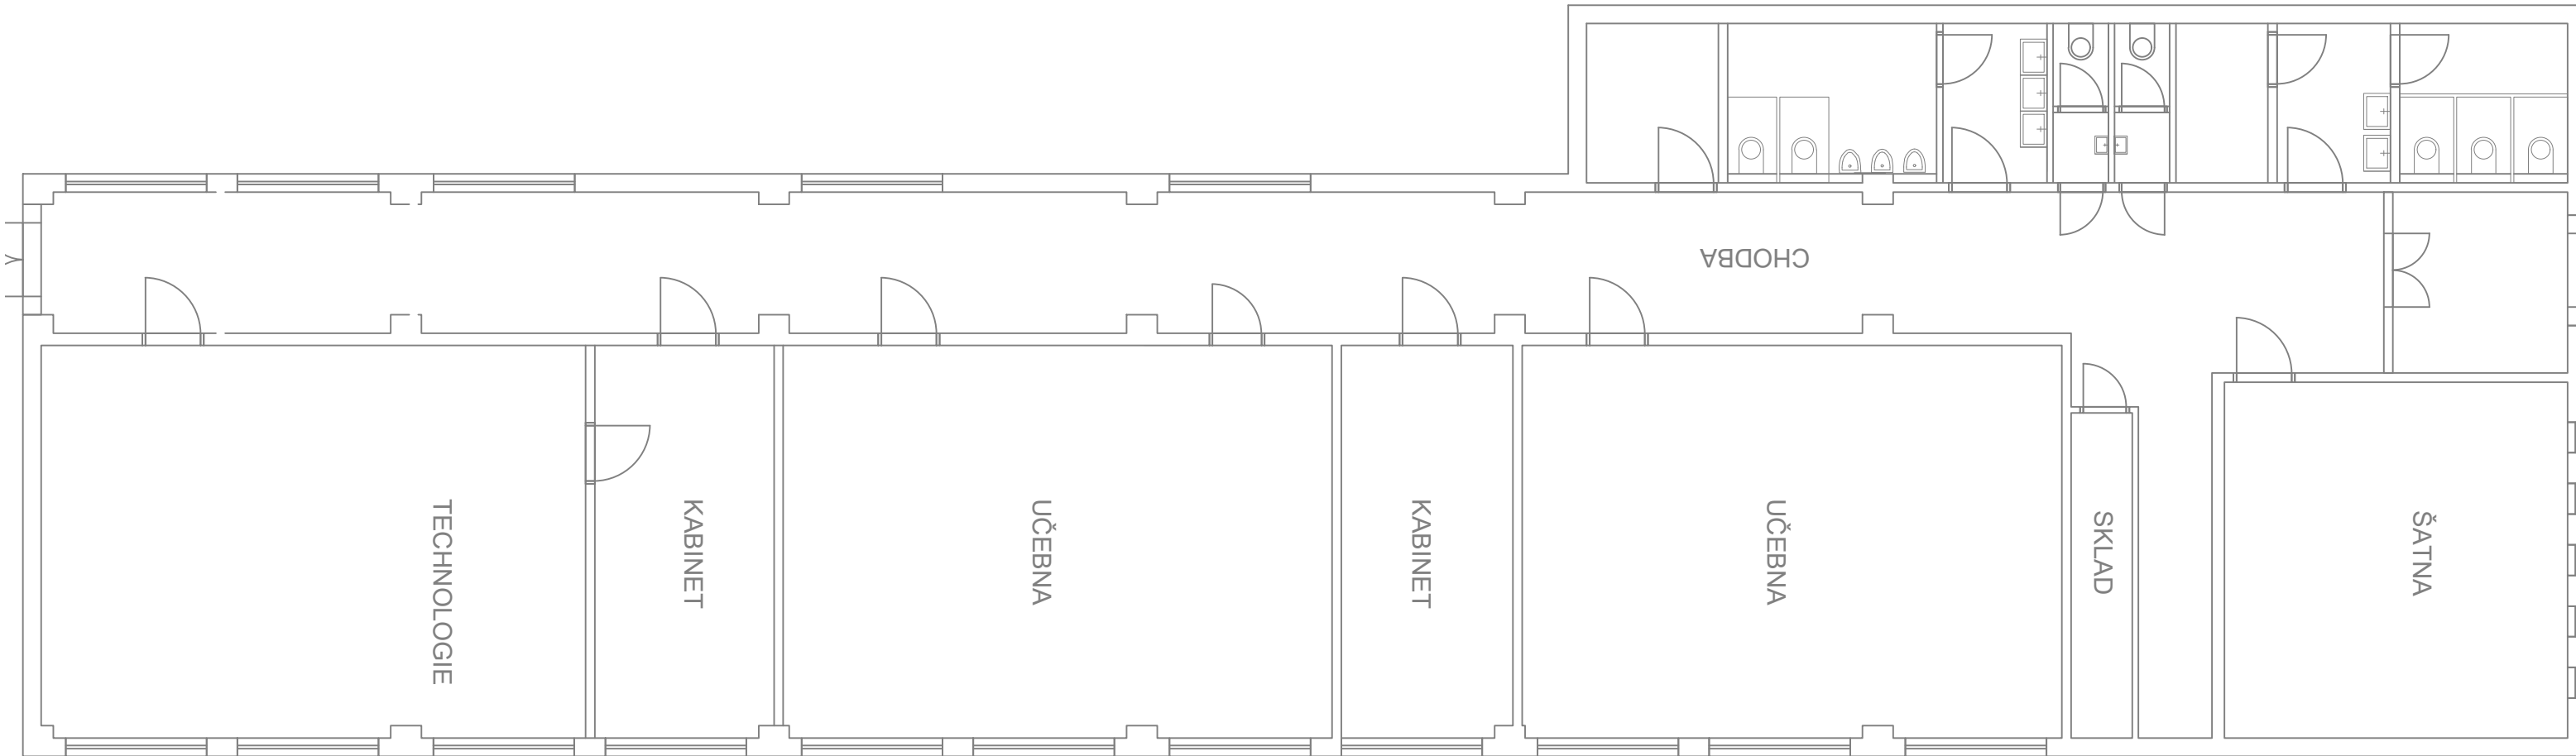 CHODBA
TECHNOLOGIE
KABINET
UČEBNA
KABINET
UČEBNA
SKLAD
ŠATNA